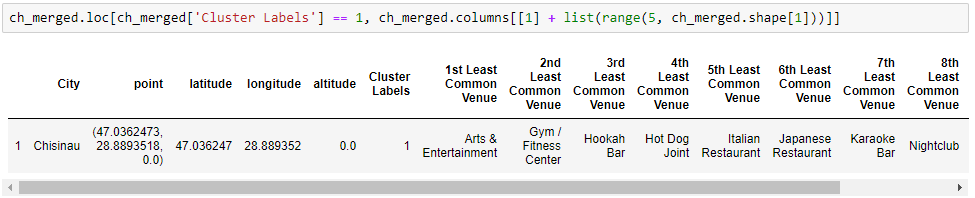 ch_merged.loc[ch_merged['Cluster Labels'] == 1, ch_merged.columns[[1] + list(range(5, ch_merged.shape[1]))]]
City point latitude longitude altitude Cluster Labels 1st Least Common Venue 2nd Least Common Venue 3rd Least Common Venue 4th Least Common Venue 5th Least Common Venue 6th Least Common Venue 7th Least Common Venue 8th Least Common Venue
1 Chisinau (47.0362473, 28.8893518, 0.0) 47.036247 28.889352 0.0 1 Arts & Entertainment Gym / Fitness Center Hookah Bar Hot Dog Joint Italian Restaurant Japanese Restaurant Karaoke Bar Nightclub